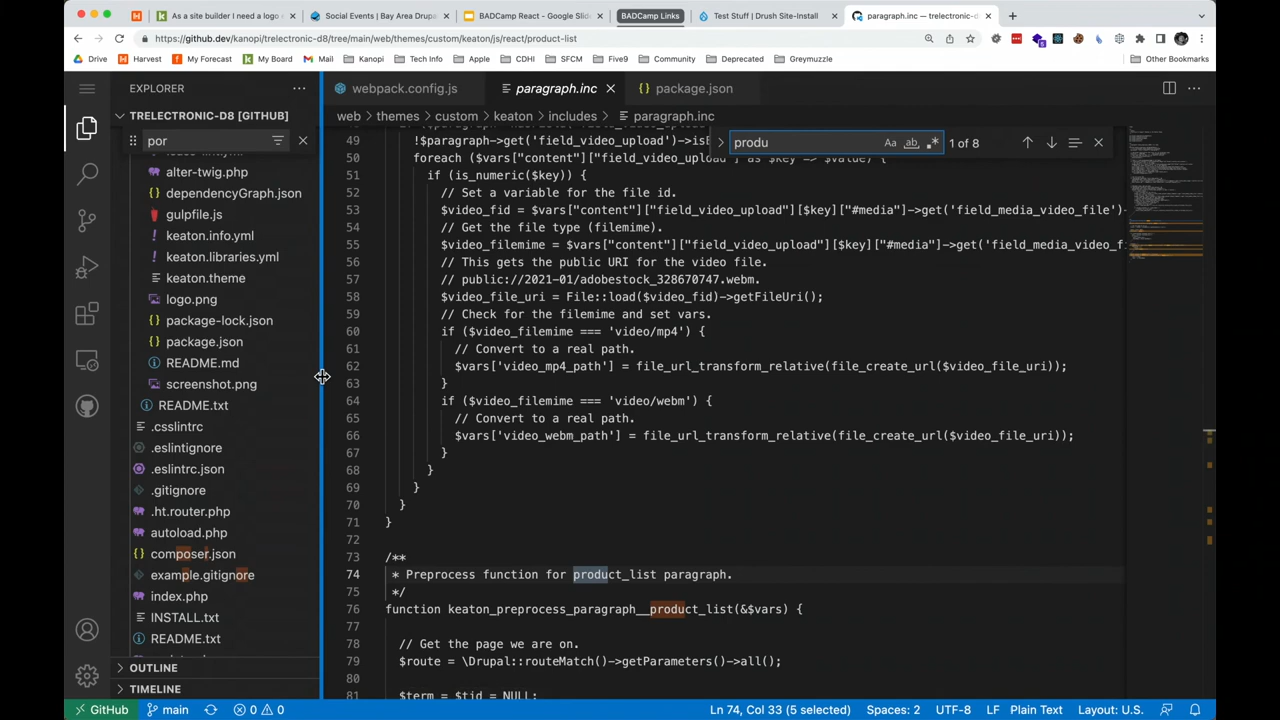 As a site builder I need a logo r
Social Events | Bay Area Drupa
BADCamp React - Google Slide
BADCamp Links
Test Stuff | Drush Site-Install
paragraph.inc — trelectronic-d
https://github.dev/kanopi/trelectronic-d8/tree/main/web/themes/custom/keaton/js/react/product-list
Drive
Harvest
My Forecast
My Board
Mail
Kanopi
Tech Info
Apple
CDHI
SFCM
Five9
Community
Deprecated
Greymuzzle
Other Bookmarks
EXPLORER
webpack.config.js
paragraph.inc
package.json
TRELECTRONIC-D8 [GITHUB]
web > themes > custom > keaton > includes > paragraph.inc
por
produ
Aa
ab
1 of 8
alter-twig.php
dependencyGraph.json
gulpfile.js
keaton.info.yml
keaton.libraries.yml
keaton.theme
logo.png
package-lock.json
package.json
README.md
screenshot.png
README.txt
.csslintrc
.eslintignore
.eslintrc.json
.gitignore
.ht.router.php
autoload.php
composer.json
example.gitignore
index.php
INSTALL.txt
README.txt
OUTLINE
TIMELINE
49 !$paragraph->get('field_video_upload')->is
50 foreach ($vars["content"]["field_video_upload"] as $key => $value) {
51 if (is_numeric($key)) {
52 // Set a variable for the file id.
53 $video_fid = $vars["content"]["field_video_upload"][$key]["#media"]->get('field_media_video_file')-
54 // Get the file type (filemime).
55 $video_filemime = $vars["content"]["field_video_upload"][$key]["#media"]->get('field_media_video_f
56 // This gets the public URI for the video file.
57 // public://2021-01/adobestock_328670747.webm.
58 $video_file_uri = File::load($video_fid)->getFileUri();
59 // Check for the filemime and set vars.
60 if ($video_filemime === 'video/mp4') {
61 // Convert to a real path.
62 $vars['video_mp4_path'] = file_url_transform_relative(file_create_url($video_file_uri));
63 }
64 if ($video_filemime === 'video/webm') {
65 // Convert to a real path.
66 $vars['video_webm_path'] = file_url_transform_relative(file_create_url($video_file_uri));
67 }
68 }
69 }
70 }
71 }
72
73 /**
74 * Preprocess function for product_list paragraph.
75 */
76 function keaton_preprocess_paragraph__product_list(&$vars) {
77
78 // Get the page we are on.
79 $route = \Drupal::routeMatch()->getParameters()->all();
80
81 $term = $tid = NULL;
GitHub
main
0
0
Ln 74, Col 33 (5 selected)
Spaces: 2
UTF-8
LF
Plain Text
Layout: U.S.